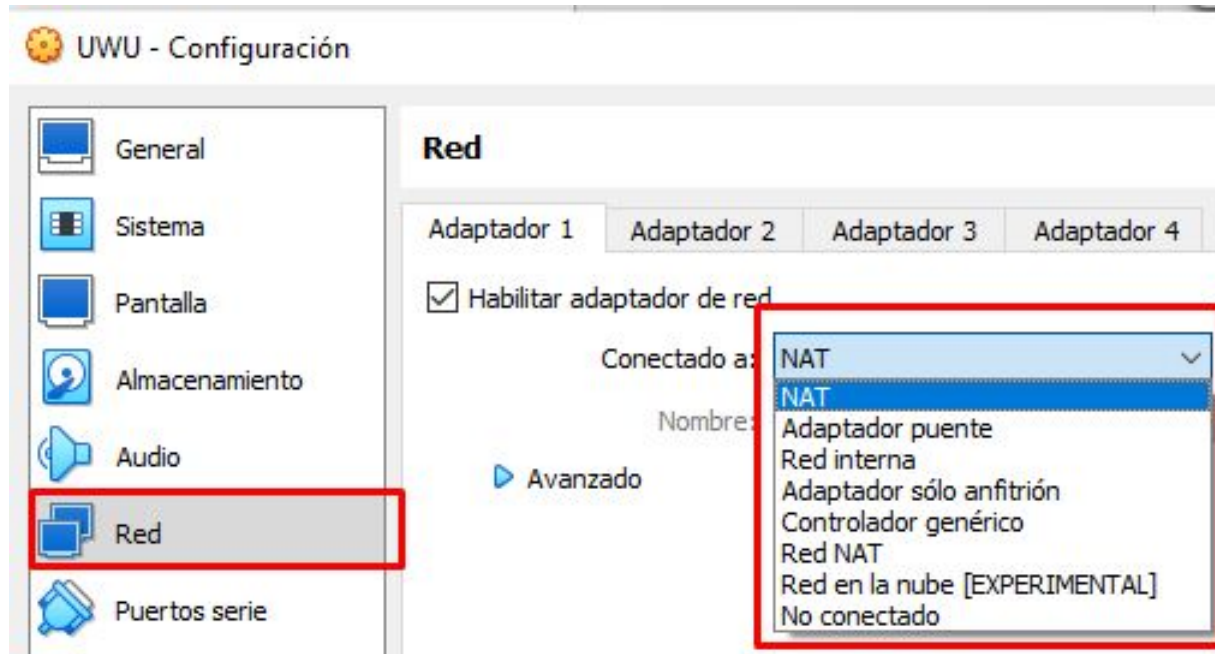 UWU - Configuración
General
Sistema
Pantalla
Almacenamiento
Audio
Red
Puertos serie
Red
Adaptador 1 Adaptador 2 Adaptador 3 Adaptador 4
Habilitar adaptador de red
Conectado a: NAT
Nombre:
NAT
Adaptador puente
Red interna
Adaptador sólo anfitrión
Controlador genérico
Red NAT
Red en la nube [EXPERIMENTAL]
No conectado
Avanzado